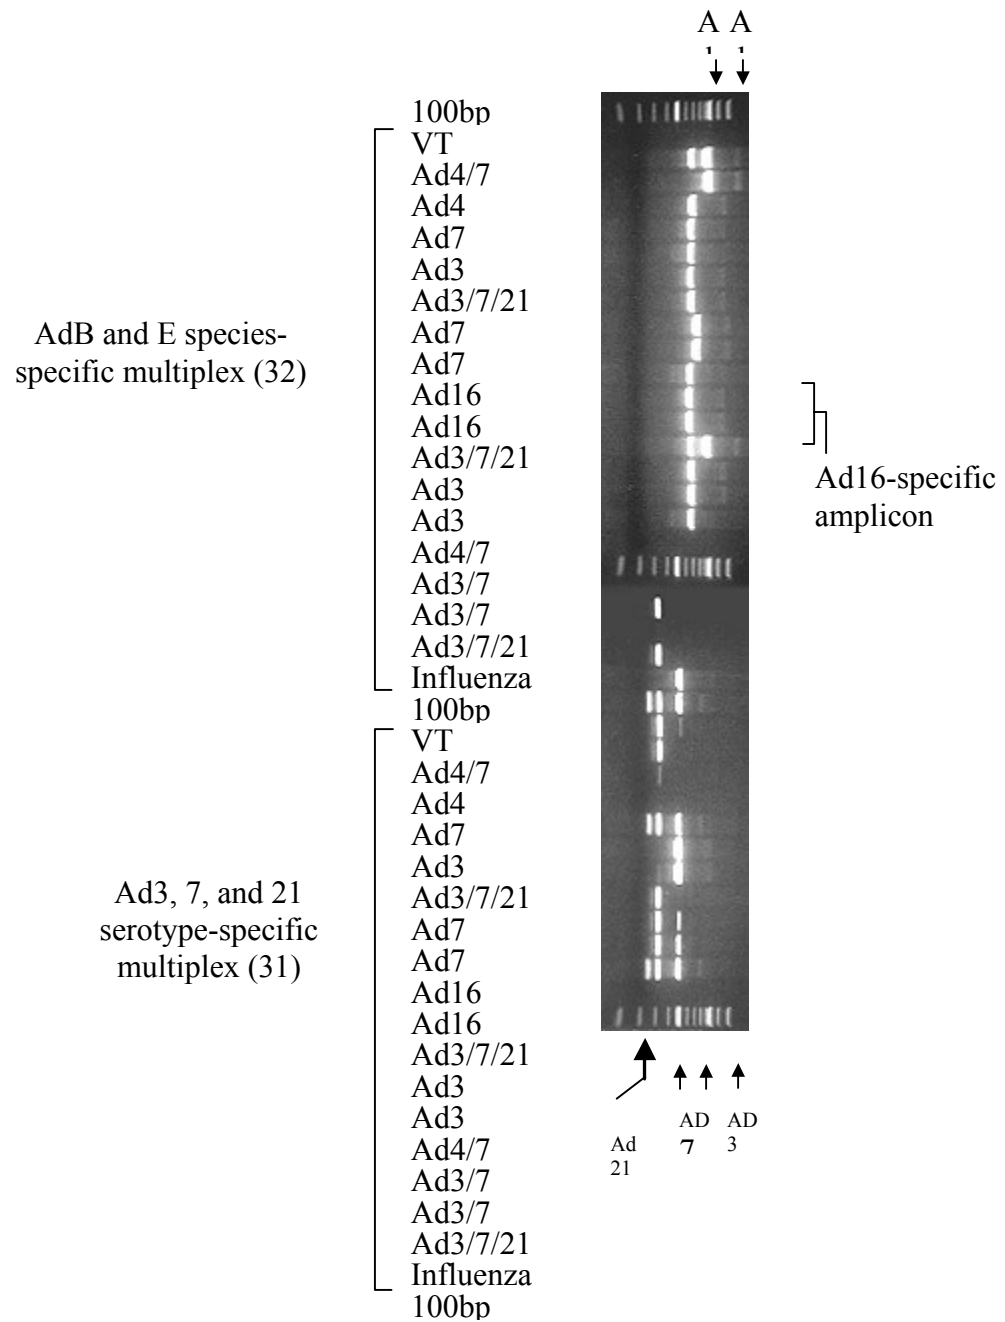 A A
100bp
VT
Ad4/7
Ad4
Ad7
Ad3
Ad3/7/21
Ad7
Ad7
Ad16
Ad16
Ad3/7/21
Ad3
Ad3
Ad4/7
Ad3/7
Ad3/7
Ad3/7/21
Influenza
100bp
VT
Ad4/7
Ad4
Ad7
Ad3
Ad3/7/21
Ad7
Ad7
Ad16
Ad16
Ad3/7/21
Ad3
Ad3
Ad4/7
Ad3/7
Ad3/7
Ad3/7/21
Influenza
100bp
AdB and E species-
specific multiplex (32)
Ad3, 7, and 21
serotype-specific
multiplex (31)
Ad16-specific
amplicon
Ad
21
AD
7
AD
3